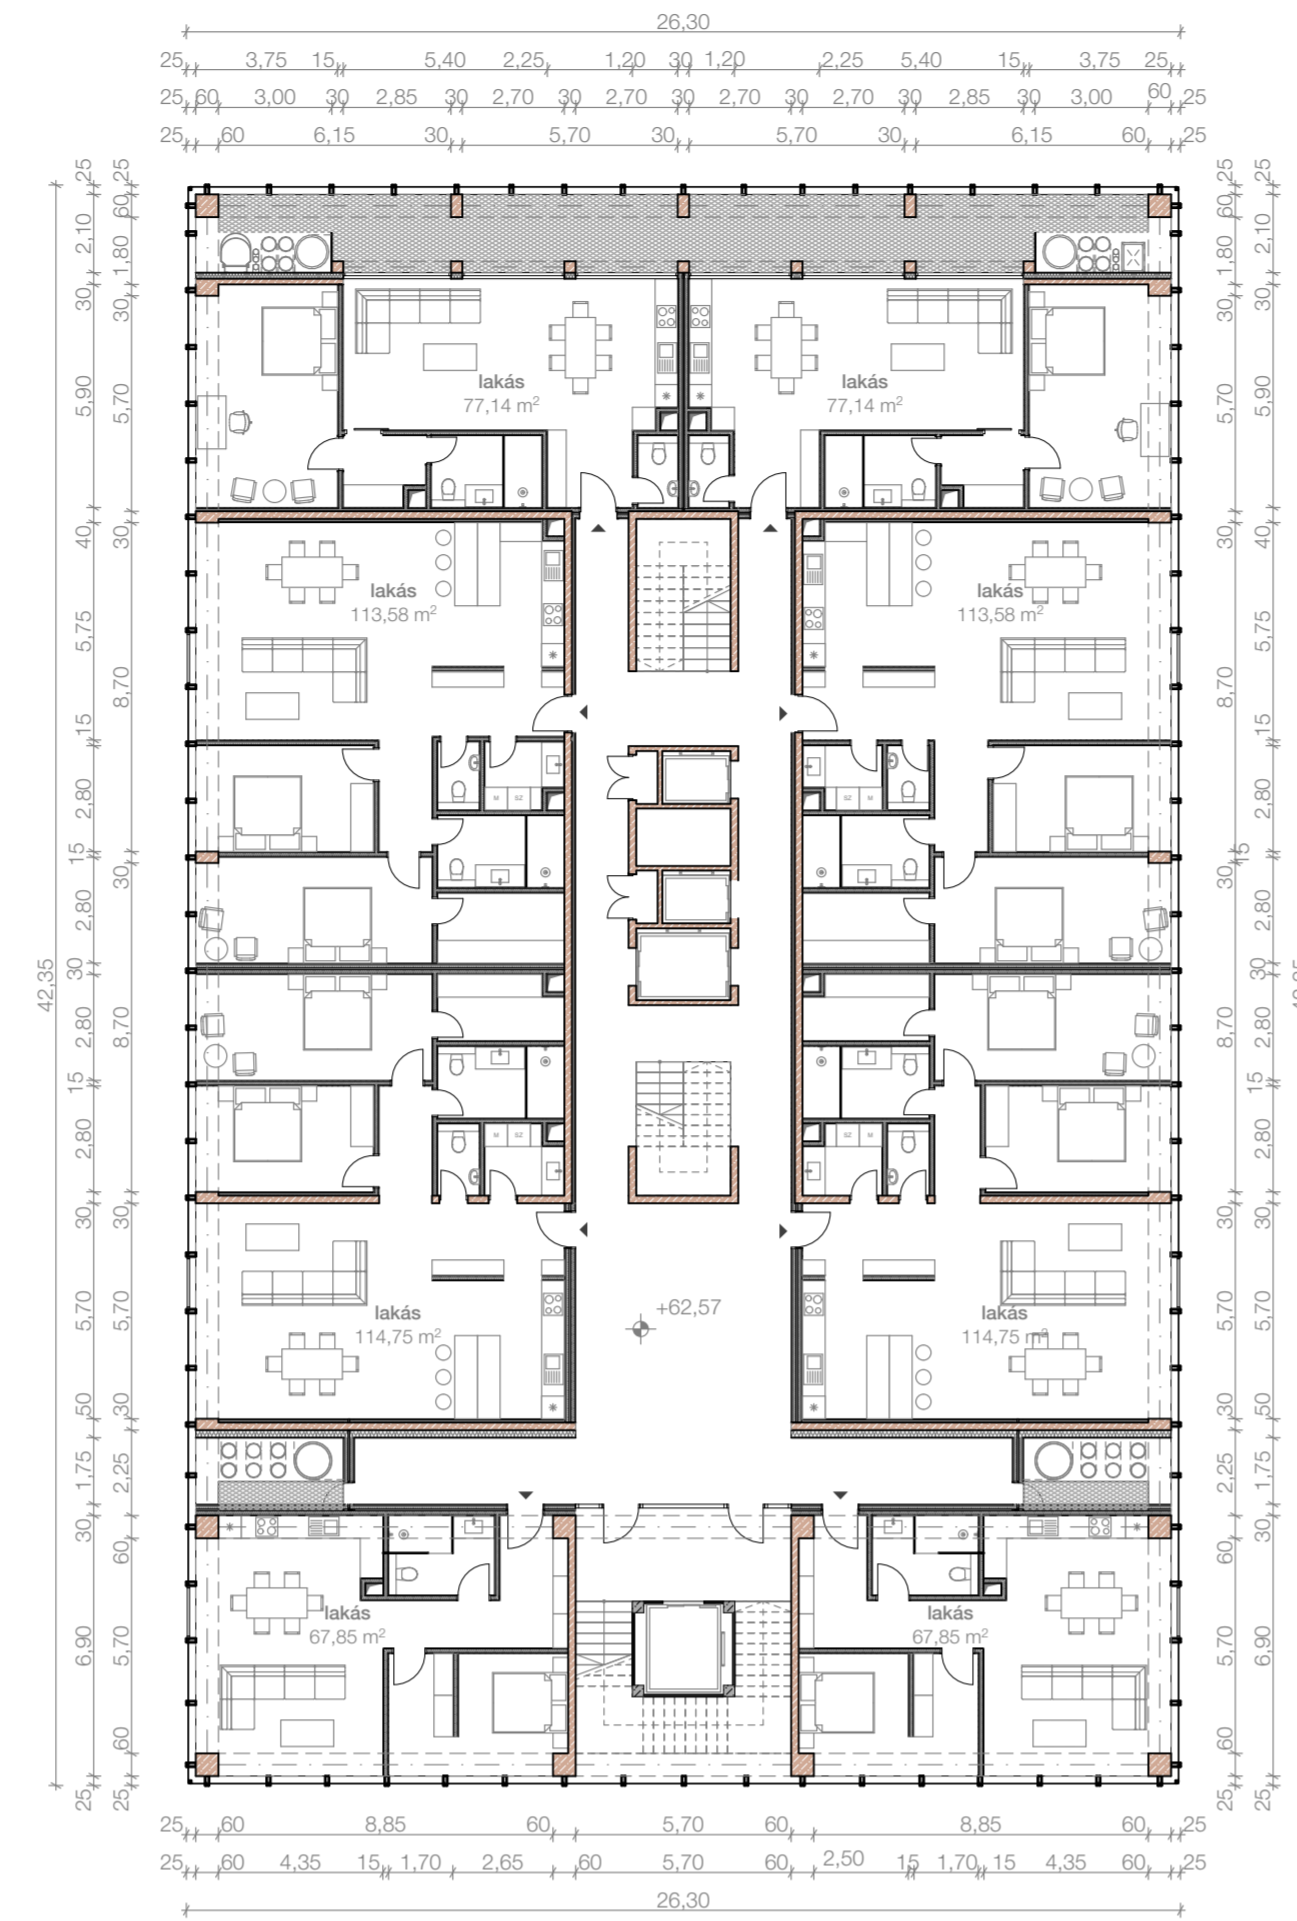 26,30
25 3,75 15 5,40 2,25 1,20 30 1,20 2,25 5,40 15 3,75 25
25 60 3,00 30 2,85 30 2,70 30 2,70 30 2,70 30 2,70 30 2,85 30 3,00 60 25
25 60 6,15 30 5,70 30 5,70 30 6,15 60 25
42,35
25 2,10 30 5,90 40 5,75 15 2,80 15 2,80 30 2,80 15 2,80 30 5,70 50 1,75 30 6,90 25
25 60 1,80 30 5,70 30 8,70 30 8,70 30 5,70 30 2,25 60 5,70 60 25
lakás
77,14 m²
lakás
77,14 m²
lakás
113,58 m²
lakás
113,58 m²
M SZ
SZ M
M SZ
SZ M
+62,57
lakás
114,75 m²
lakás
114,75 m²
lakás
67,85 m²
lakás
67,85 m²
25 60 1,80 30 5,70 30 8,70 15 30 8,70 30 5,70 30 2,25 60 5,70 60 25
25 2,10 30 5,90 40 5,75 15 2,80 2,80 30 2,80 15 2,80 30 5,70 50 1,75 30 6,90 25
25 60 8,85 60 5,70 60 8,85 60 25
25 60 4,35 15 1,70 2,65 60 5,70 60 2,50 15 1,70 15 4,35 60 25
26,30